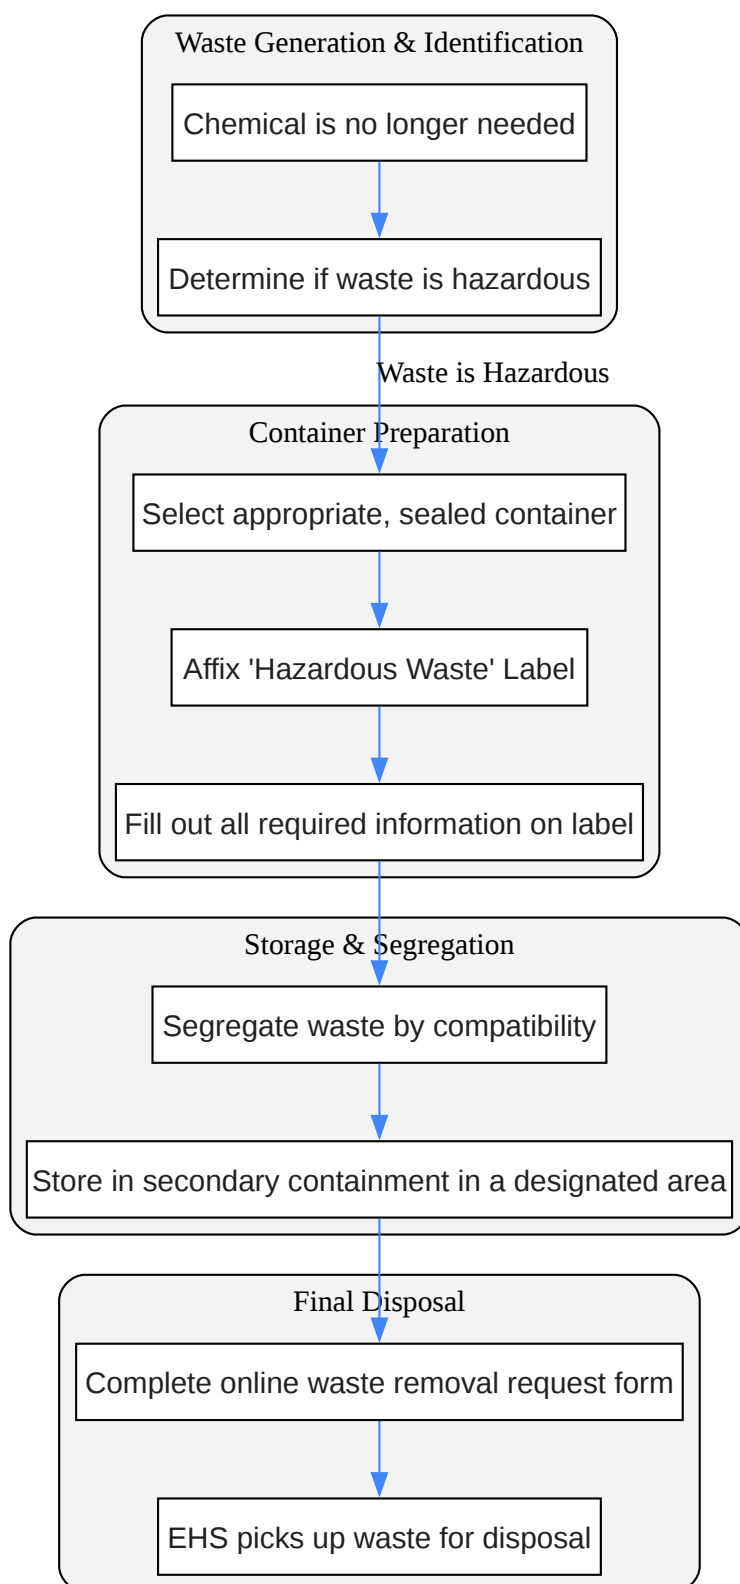 Waste Generation & Identification
Chemical is no longer needed
Determine if waste is hazardous
Waste is Hazardous
Container Preparation
Select appropriate, sealed container
Affix 'Hazardous Waste' Label
Fill out all required information on label
Storage & Segregation
Segregate waste by compatibility
Store in secondary containment in a designated area
Final Disposal
Complete online waste removal request form
EHS picks up waste for disposal